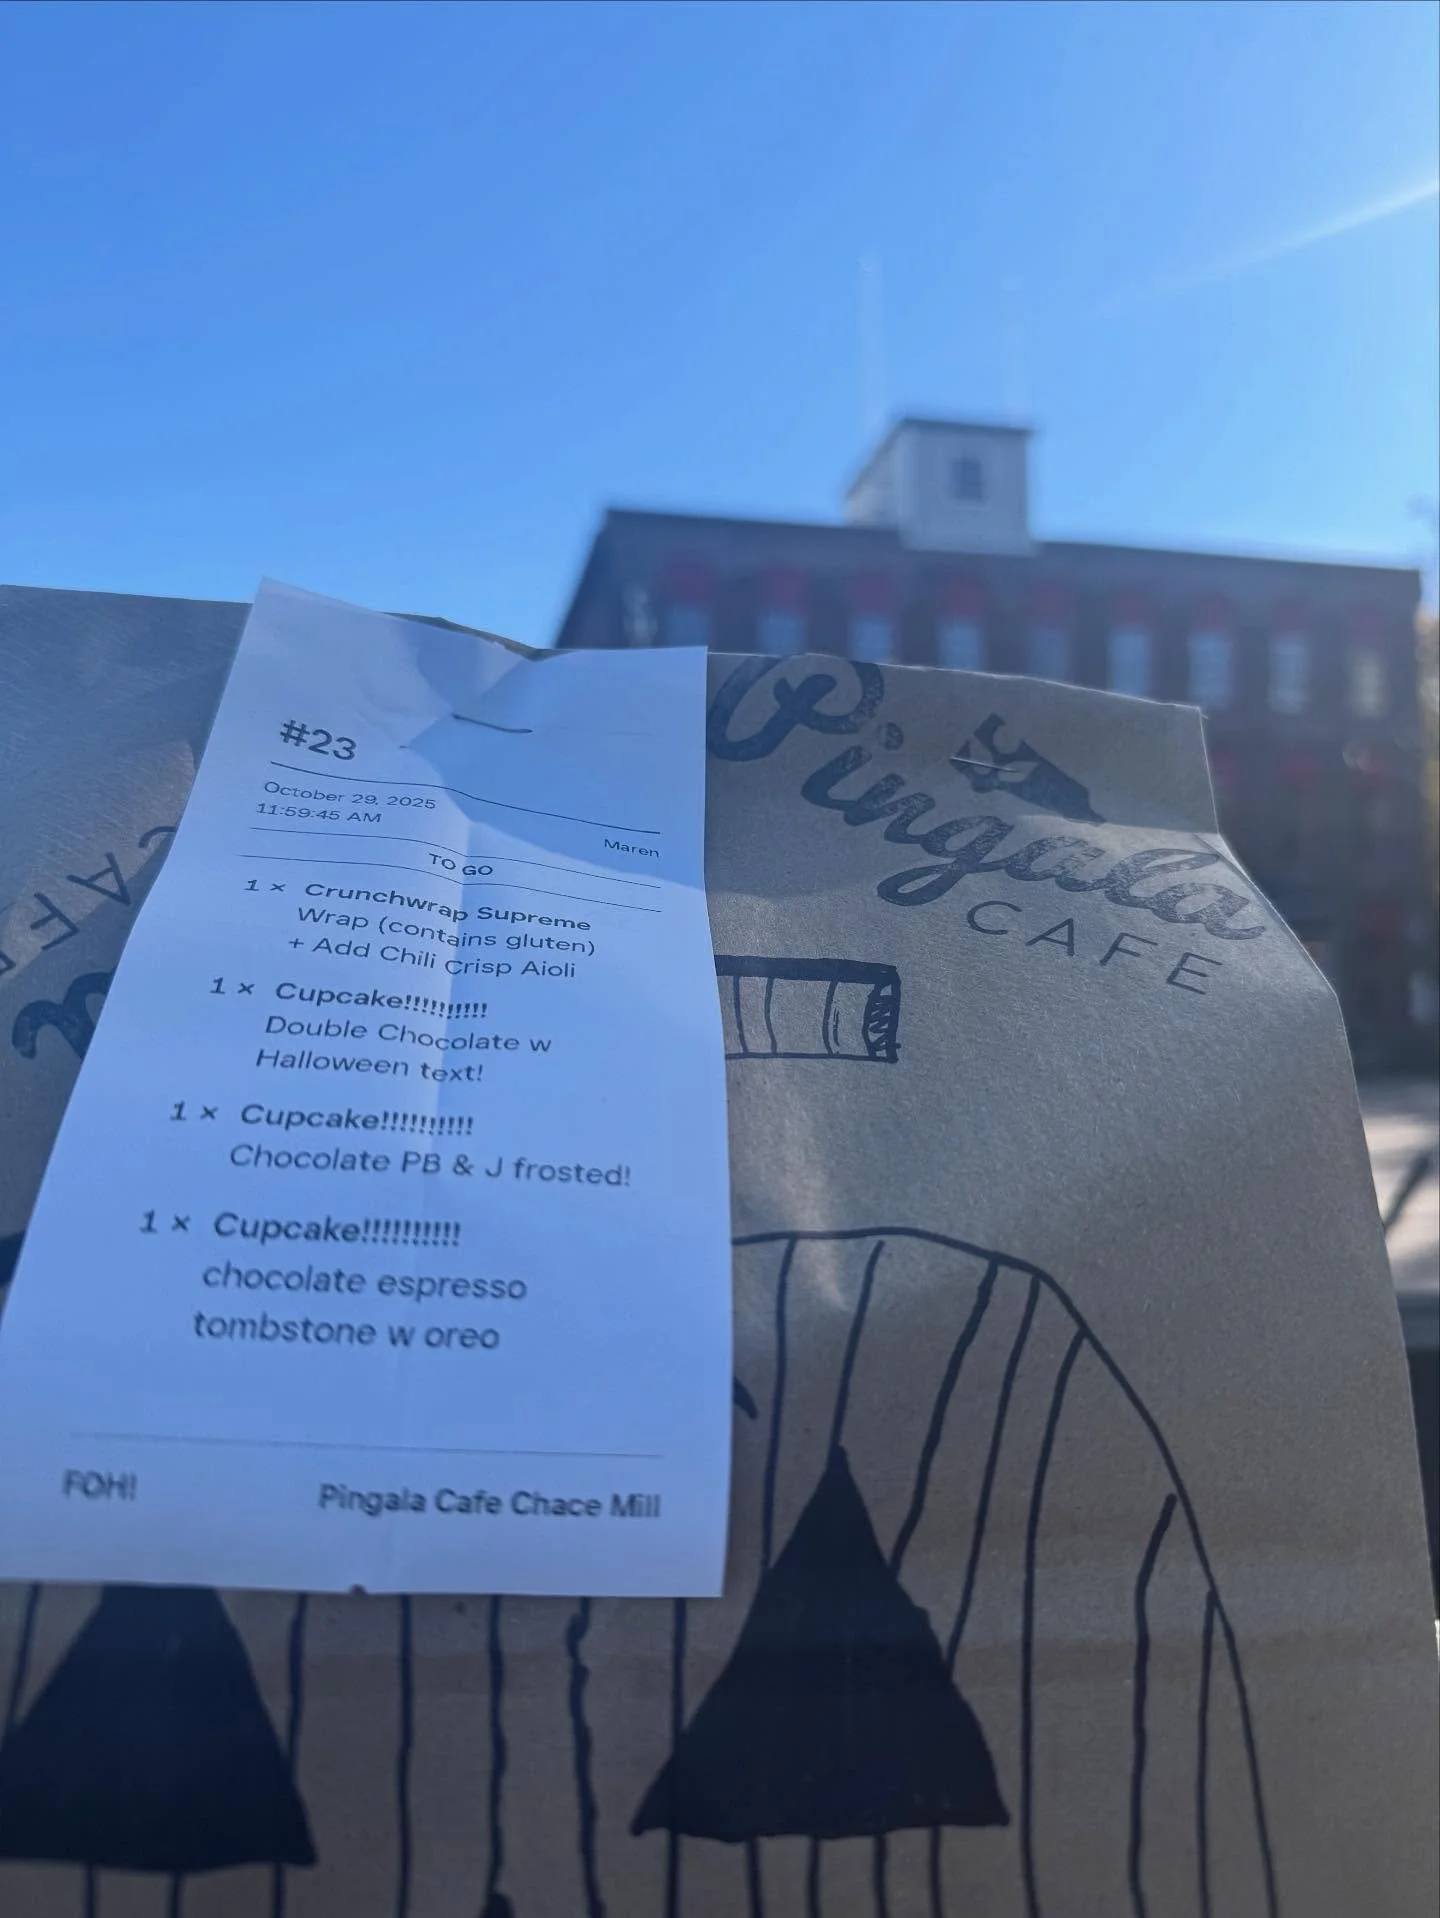 #23
October 29, 2025
11:59:45 AM
Maren
TO GO
1 × Crunchwrap Supreme
Wrap (contains gluten)
+ Add Chili Crisp Aioli
1 × Cupcake!!!!!!!!!!
Double Chocolate w
Halloween text!
1 × Cupcake!!!!!!!!!!
Chocolate PB & J frosted!
1 × Cupcake!!!!!!!!!!
chocolate espresso
tombstone w oreo
FOH!
Pingala Cafe Chace Mill
Pingala
CAFE
CAFE